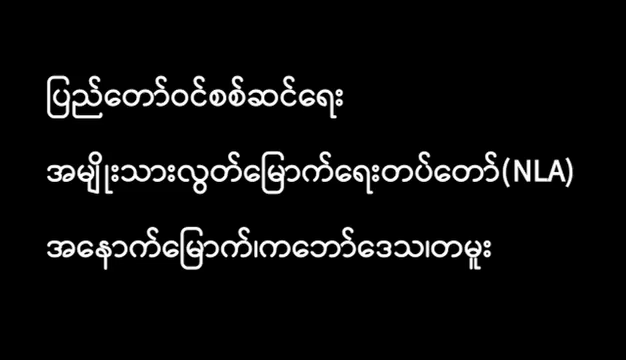 ပြည်တော်ဝင်စစ်ဆင်ရေး
အမျိုးသားလွတ်မြောက်ရေးတပ်တော်(NLA)
အနောက်မြောက်၊ကဘော်ဒေသ၊တမူး